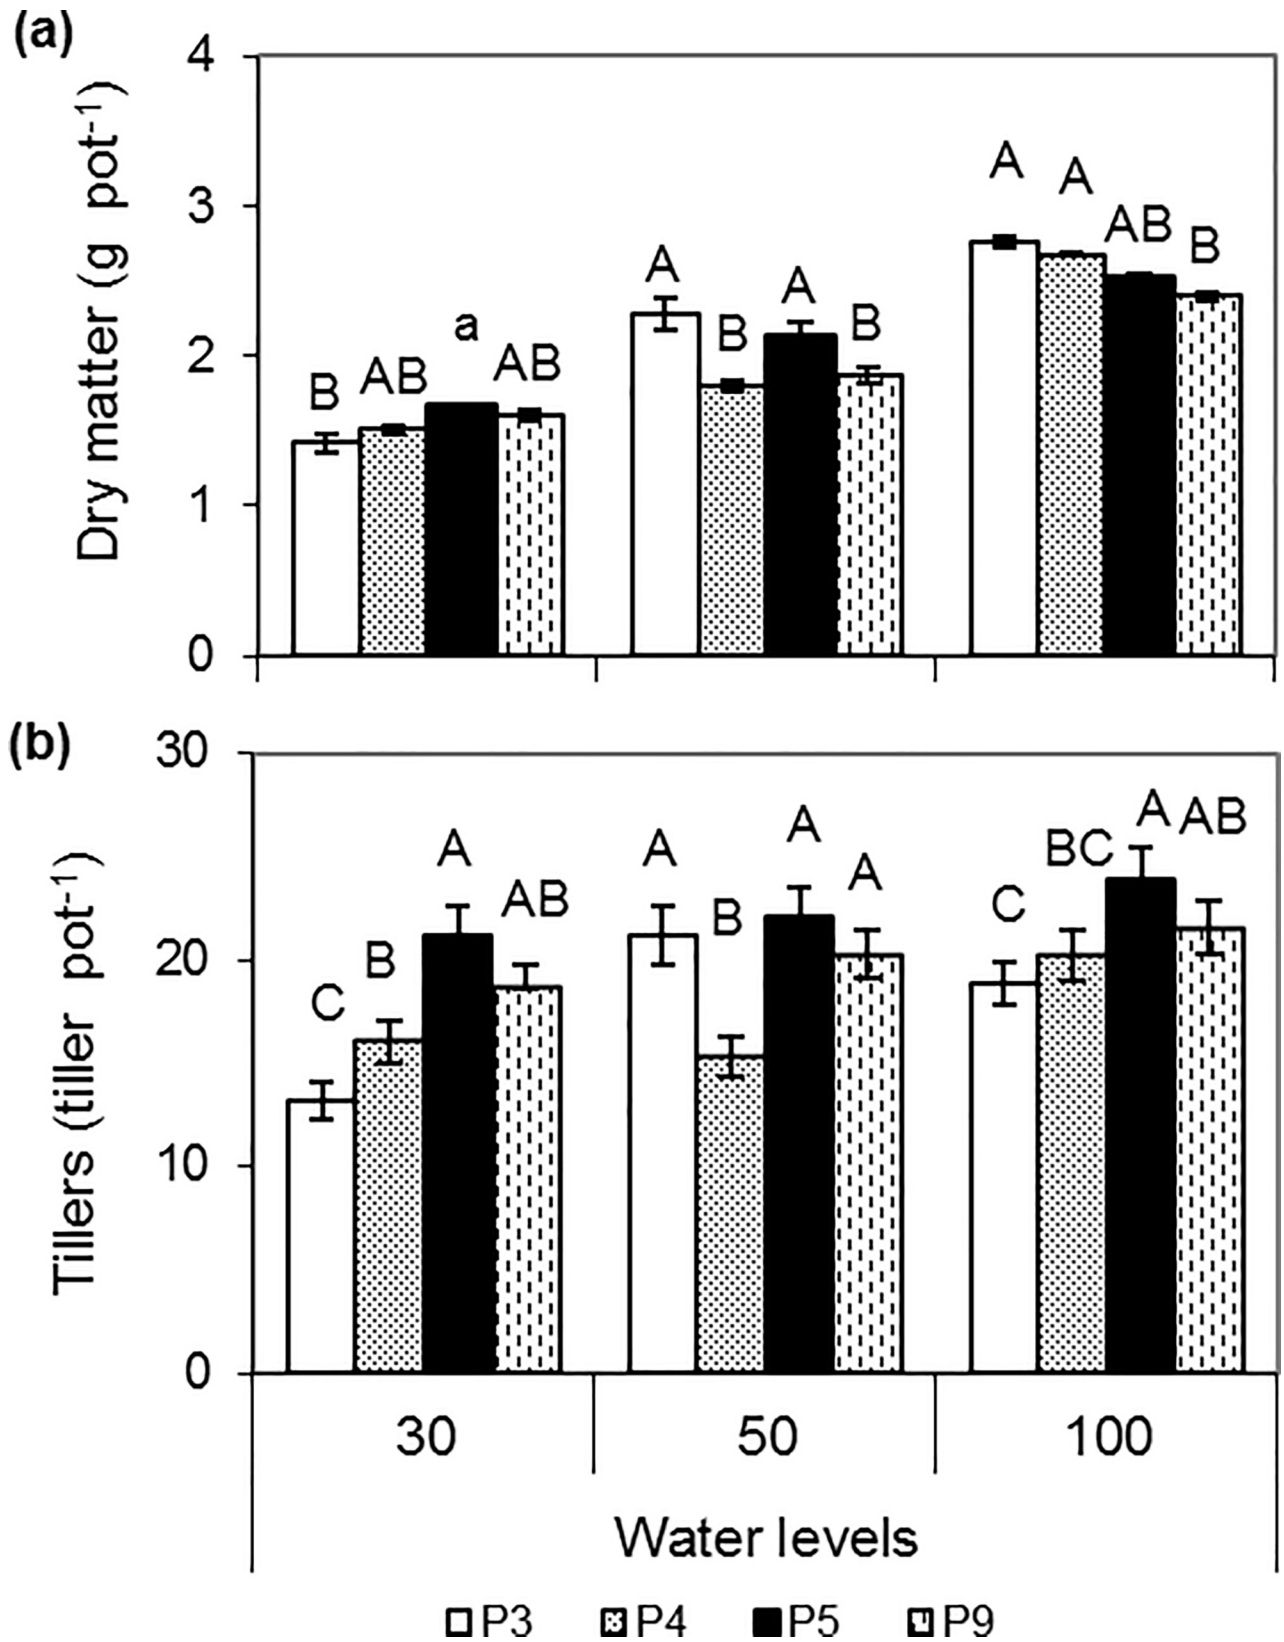 (a)
Dry matter (g pot-1)
4
3
2
1
0
B AB a AB
A B A B
A A AB B
(b)
Tillers (tiller pot-1)
30
20
10
0
C B A AB
A B A A
C BC A AB
30 50 100
Water levels
P3 P4 P5 P9